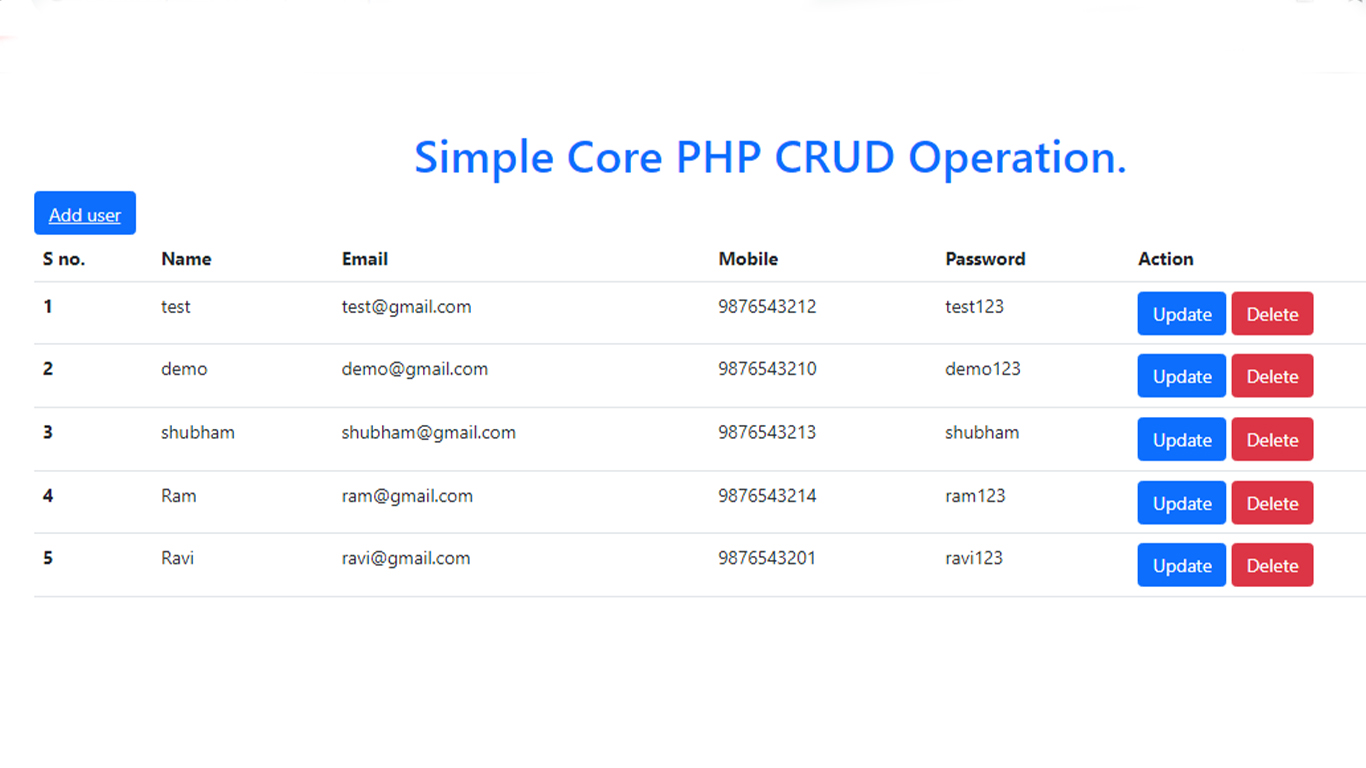 Simple Core PHP CRUD Operation.
Add user
S no. Name Email Mobile Password Action
1 test test@gmail.com 9876543212 test123 Update Delete
2 demo demo@gmail.com 9876543210 demo123 Update Delete
3 shubham shubham@gmail.com 9876543213 shubham Update Delete
4 Ram ram@gmail.com 9876543214 ram123 Update Delete
5 Ravi ravi@gmail.com 9876543201 ravi123 Update Delete